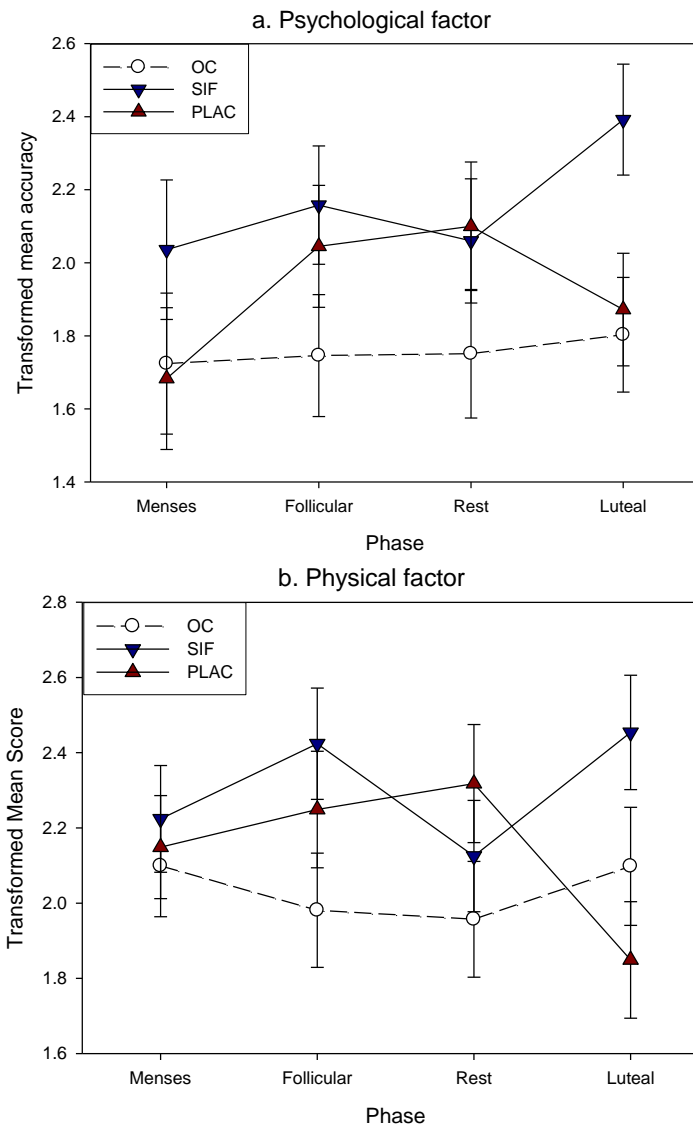 a. Psychological factor
Transformed mean accuracy
2.6
2.4
2.2
2.0
1.8
1.6
1.4
OC
SIF
PLAC
Menses Follicular Rest Luteal
Phase
b. Physical factor
Transformed Mean Score
2.8
2.6
2.4
2.2
2.0
1.8
1.6
OC
SIF
PLAC
Menses Follicular Rest Luteal
Phase